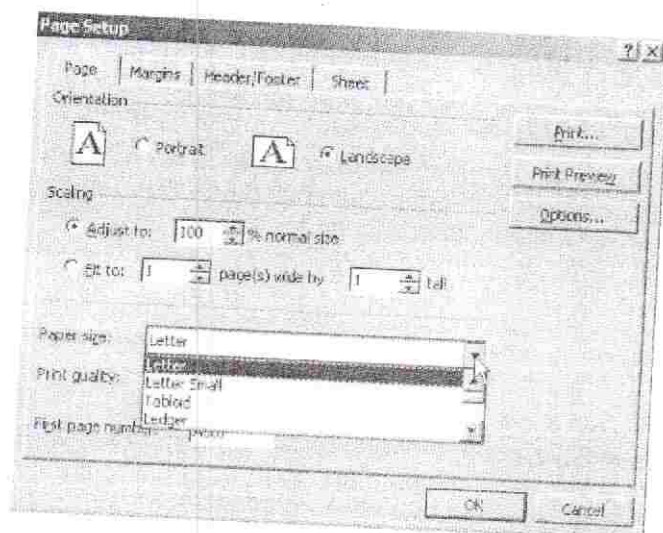 Page Setup ? X
Page Margins Header/Footer Sheet
Orientation
A Portrait A Landscape
Print...
Print Preview
Options...
Scaling
Adjust to: 100 % normal size
Fit to: 1 page(s) wide by 1 tall
Paper size: Letter
Letter
Print quality:
Letter Small
Tabloid
Ledger
First page number:
OK Cancel